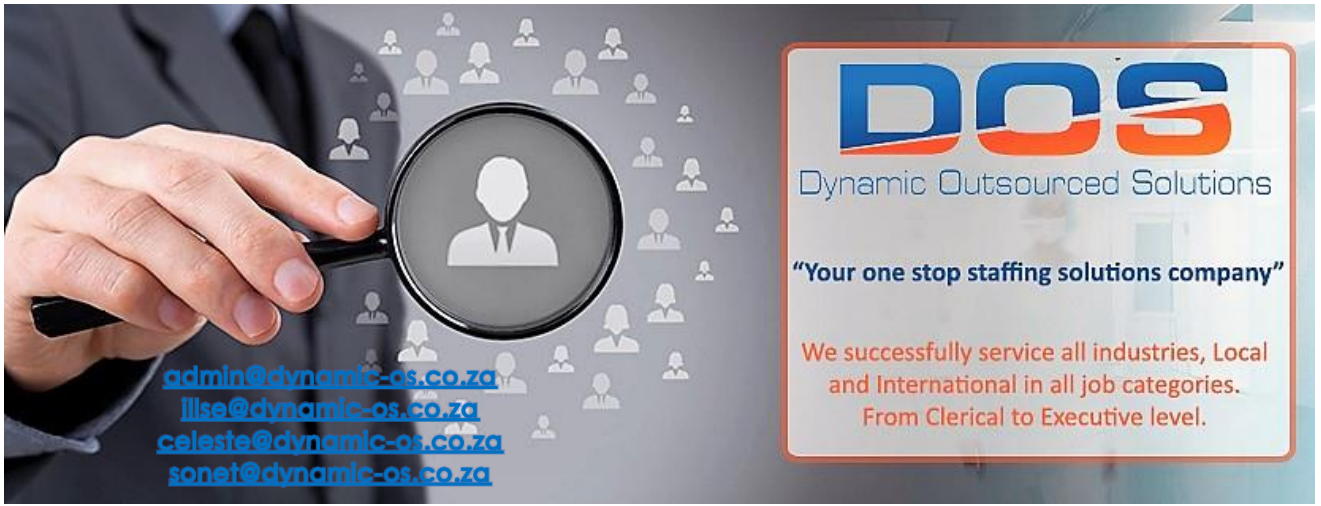 DOS
Dynamic Outsourced Solutions
“Your one stop staffing solutions company”
We successfully service all industries, Local
and International in all job categories.
From Clerical to Executive level.
admin@dynamic-os.co.za
illse@dynamic-os.co.za
celeste@dynamic-os.co.za
sonet@dynamic-os.co.za